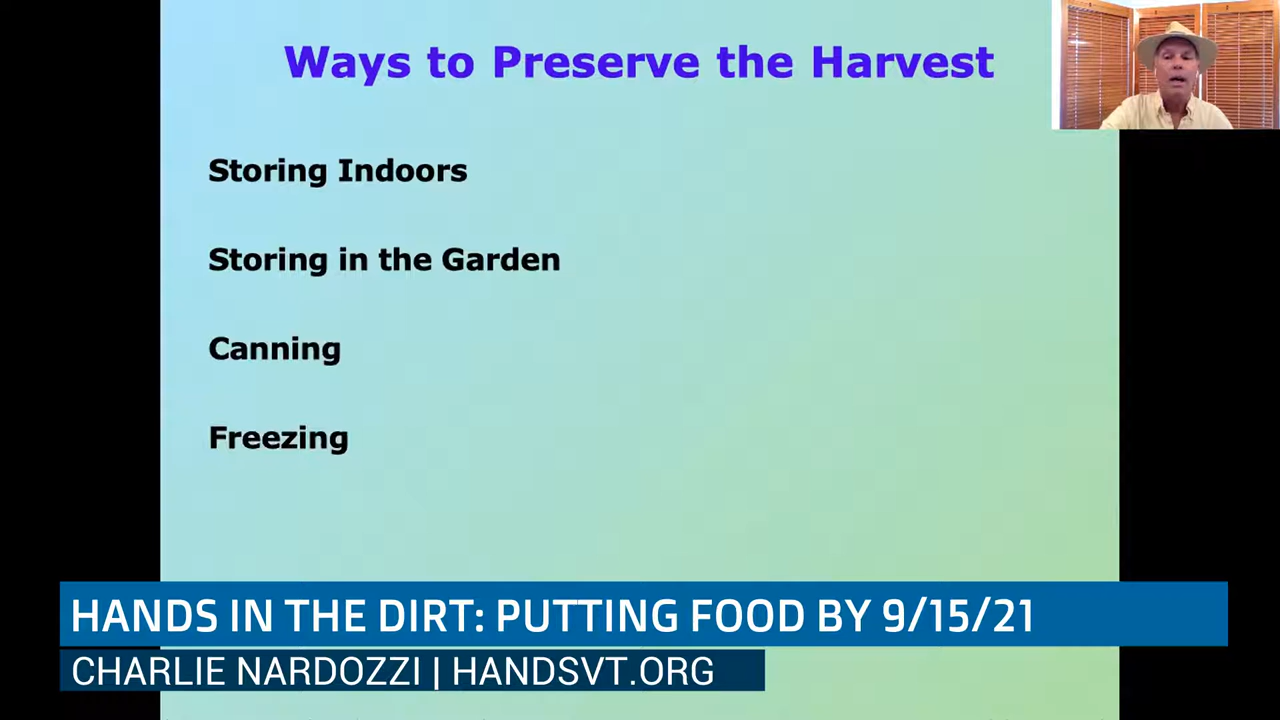 Ways to Preserve the Harvest
Storing Indoors
Storing in the Garden
Canning
Freezing
HANDS IN THE DIRT: PUTTING FOOD BY 9/15/21
CHARLIE NARDOZZI | HANDSVT.ORG